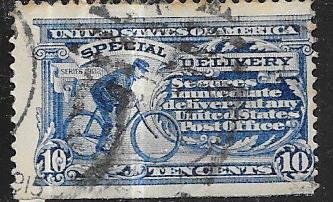 UNITED STATES OF AMERICA
SPECIAL DELIVERY
SERIES 1902
Secures
immediate
delivery at any
United States
Post Office.
10 TEN CENTS 10